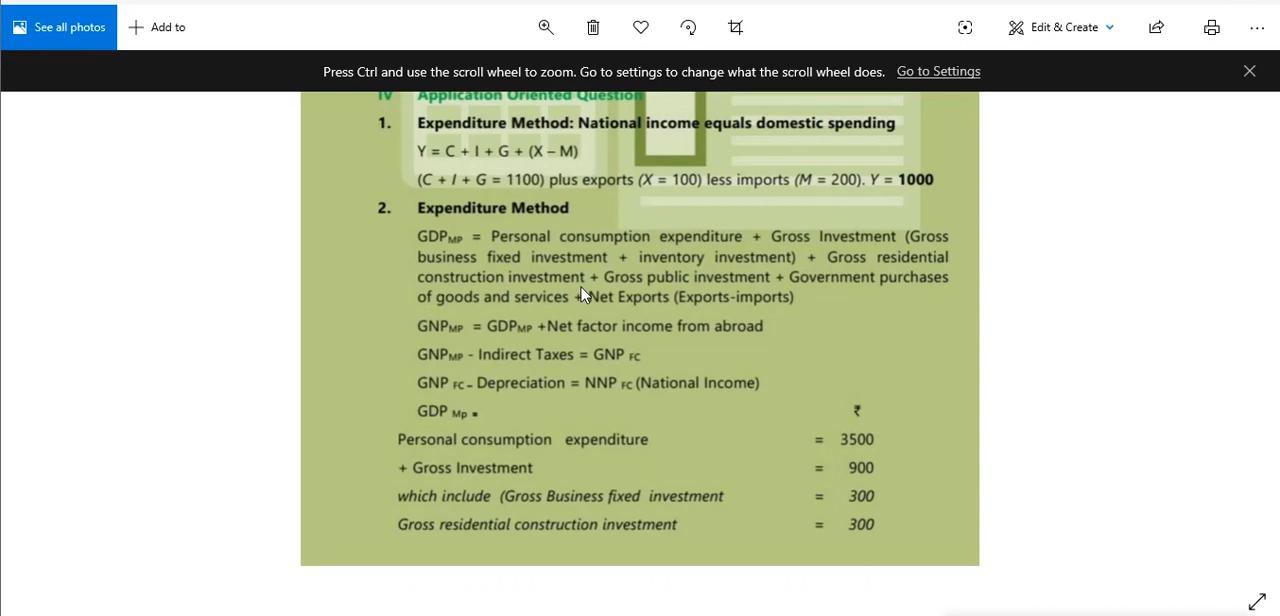 See all photos
Add to
Edit & Create
Press Ctrl and use the scroll wheel to zoom. Go to settings to change what the scroll wheel does. Go to Settings
IV Application Oriented Question
1. Expenditure Method: National income equals domestic spending
Y = C + I + G + (X – M)
(C + I + G = 1100) plus exports (X = 100) less imports (M = 200). Y = 1000
2. Expenditure Method
GDPMP = Personal consumption expenditure + Gross Investment (Gross
business fixed investment + inventory investment) + Gross residential
construction investment + Gross public investment + Government purchases
of goods and services + Net Exports (Exports-imports)
GNPMP = GDPMP +Net factor income from abroad
GNPMP - Indirect Taxes = GNP FC
GNP FC - Depreciation = NNP FC (National Income)
GDP Mp = ₹
Personal consumption expenditure = 3500
+ Gross Investment = 900
which include (Gross Business fixed investment = 300
Gross residential construction investment = 300